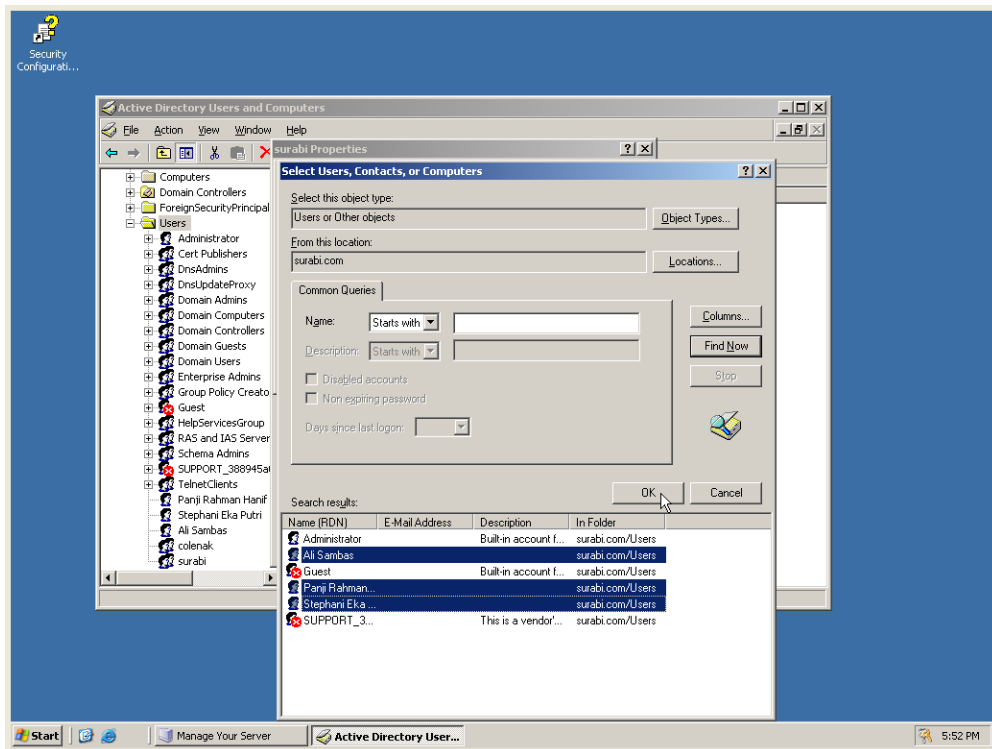 Security
Configurati...
Active Directory Users and Computers
File Action View Window Help
surabi Properties
Select Users, Contacts, or Computers
Computers
Domain Controllers
ForeignSecurityPrincipal
Users
Administrator
Cert Publishers
DnsAdmins
DnsUpdateProxy
Domain Admins
Domain Computers
Domain Controllers
Domain Guests
Domain Users
Enterprise Admins
Group Policy Creato
Guest
HelpServicesGroup
RAS and IAS Server
Schema Admins
SUPPORT_388945a
TelnetClients
Panji Rahman Hanif
Stephani Eka Putri
Ali Sambas
colenak
surabi
Select this object type:
Users or Other objects
Object Types...
From this location:
surabi.com
Locations...
Common Queries
Name: Starts with
Description: Starts with
Disabled accounts
Non expiring password
Days since last logon:
Columns...
Find Now
Stop
OK
Cancel
Search results:
Name (RDN) E-Mail Address Description In Folder
Administrator Built-in account f... surabi.com/Users
Ali Sambas surabi.com/Users
Guest Built-in account f... surabi.com/Users
Panji Rahman... surabi.com/Users
Stephani Eka ... surabi.com/Users
SUPPORT_3... This is a vendor'... surabi.com/Users
Start Manage Your Server Active Directory User... 5:52 PM